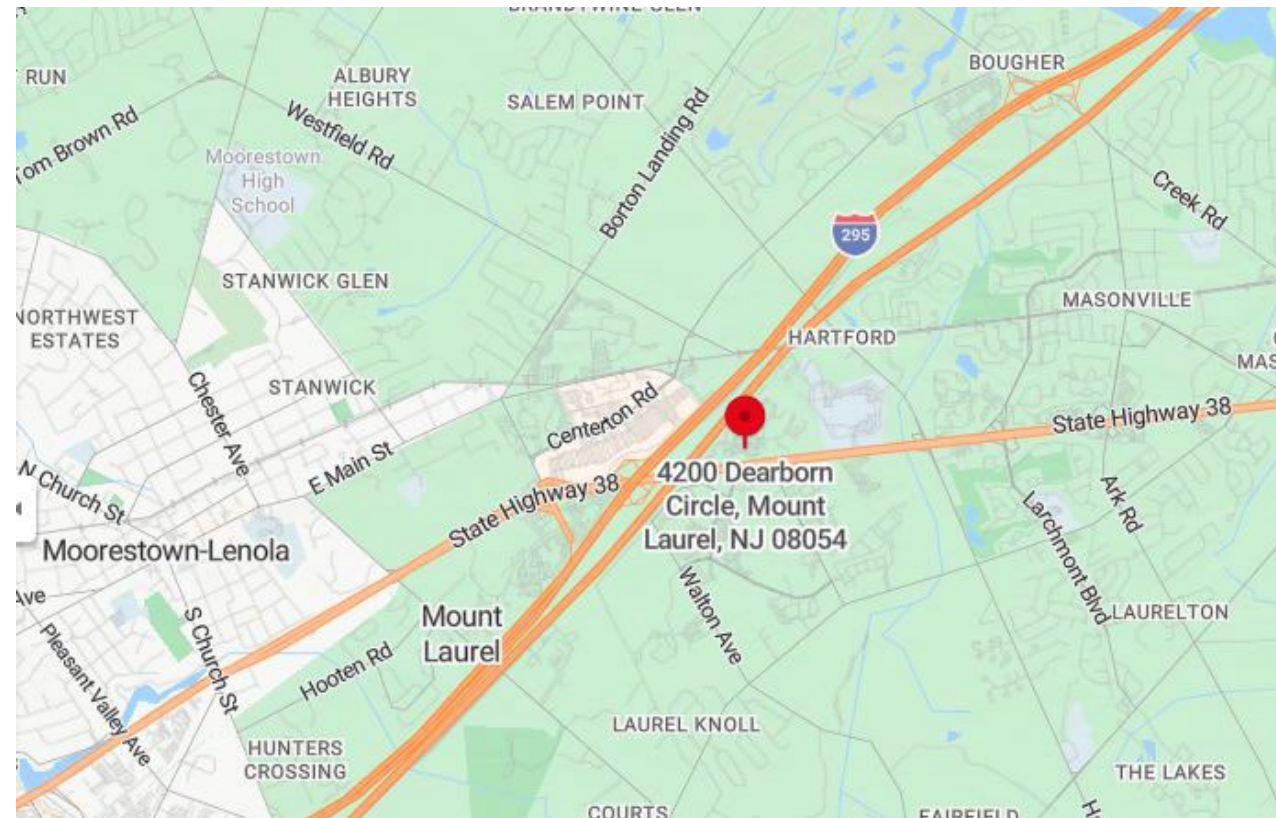 BRANDYWINE GLEN
RUN
ALBURY
HEIGHTS
SALEM POINT
BOUGHER
Tom Brown Rd
Westfield Rd
Borton Landing Rd
Moorestown
High
School
Creek Rd
295
STANWICK GLEN
MASONVILLE
NORTHWEST
ESTATES
HARTFORD
MAS
STANWICK
Chester Ave
Centerton Rd
State Highway 38
E Main St
N Church St
State Highway 38
4200 Dearborn
Circle, Mount
Laurel, NJ 08054
Ark Rd
Larchmont Blvd
Moorestown-Lenola
Ave
Walton Ave
Mount
Laurel
LAURELTON
S Church St
Pleasant Valley Ave
Hooten Rd
LAUREL KNOLL
HUNTERS
CROSSING
THE LAKES
COURTS
FAIRFIELD